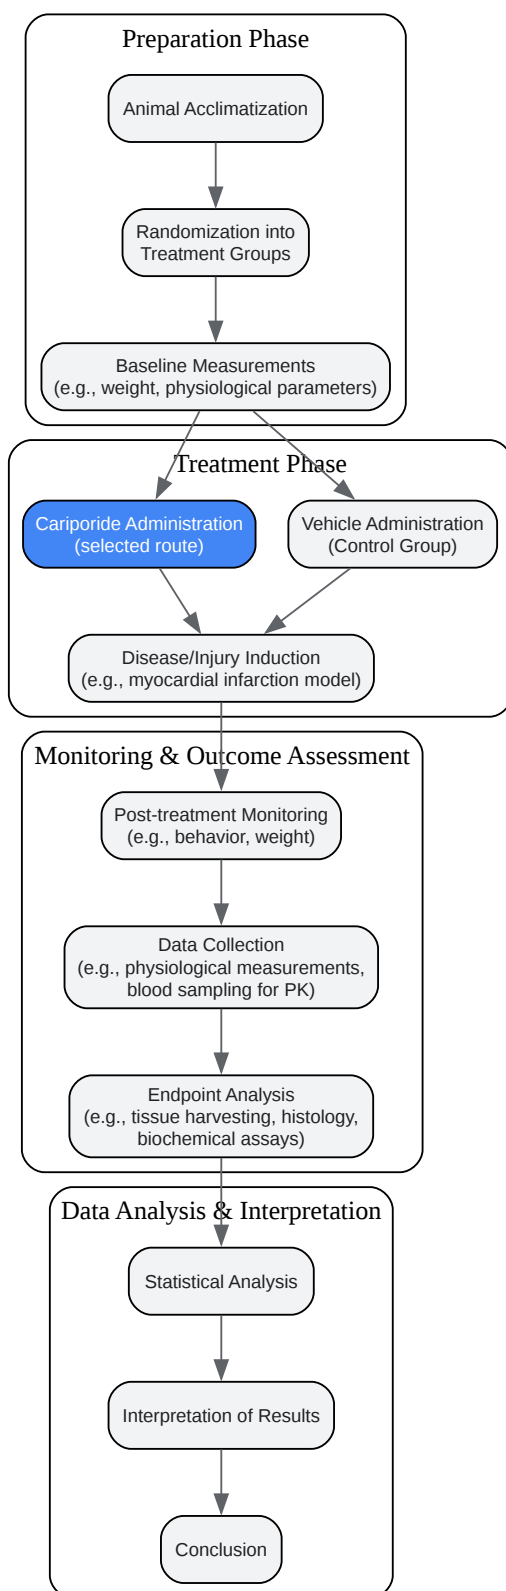 Preparation Phase
Animal Acclimatization
Randomization into
Treatment Groups
Baseline Measurements
(e.g., weight, physiological parameters)
Treatment Phase
Cariporide Administration
(selected route)
Vehicle Administration
(Control Group)
Disease/Injury Induction
(e.g., myocardial infarction model)
Monitoring & Outcome Assessment
Post-treatment Monitoring
(e.g., behavior, weight)
Data Collection
(e.g., physiological measurements,
blood sampling for PK)
Endpoint Analysis
(e.g., tissue harvesting, histology,
biochemical assays)
Data Analysis & Interpretation
Statistical Analysis
Interpretation of Results
Conclusion